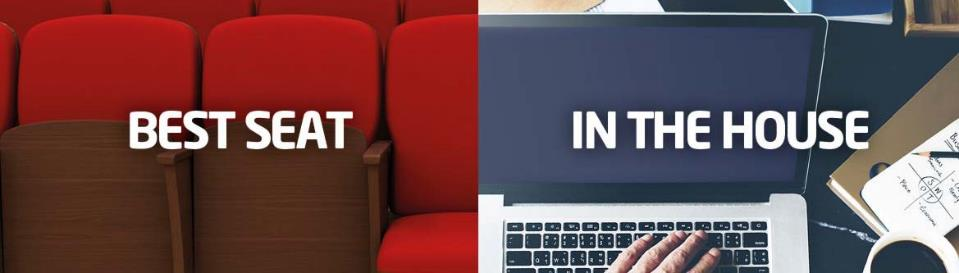 BEST SEAT IN THE HOUSE
S W
O T